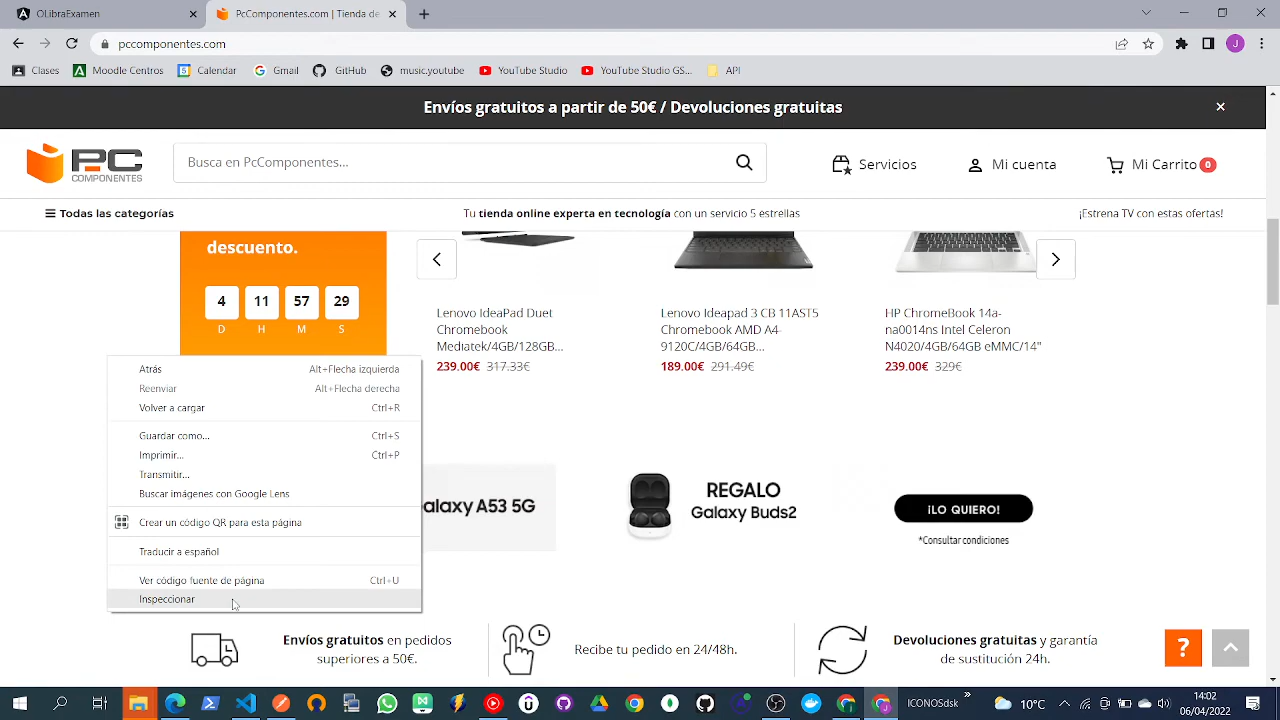 OLibraExamen
PcComponentes.com | Tienda de
pccomponentes.com
Clases
Moodle Centros
Calendar
Gmail
GitHub
music.youtube
YouTube Studio
YouTube Studio GS...
API
Envíos gratuitos a partir de 50€ / Devoluciones gratuitas
PC
COMPONENTES
Busca en PcComponentes...
Servicios
Mi cuenta
Mi Carrito 0
Todas las categorías
Tu tienda online experta en tecnología con un servicio 5 estrellas
¡Estrena TV con estas ofertas!
descuento.
4 11 57 29
D H M S
Lenovo IdeaPad Duet
Chromebook
Mediatek/4GB/128GB...
239.00€ 317.33€
Lenovo Ideapad 3 CB 11AST5
Chromebook AMD A4-
9120C/4GB/64GB...
189.00€ 291.49€
HP ChromeBook 14a-
na0014ns Intel Celeron
N4020/4GB/64GB eMMC/14"
239.00€ 329€
Atrás Alt+Flecha izquierda
Reenviar Alt+Flecha derecha
Volver a cargar Ctrl+R
Guardar como... Ctrl+S
Imprimir... Ctrl+P
Transmitir...
Buscar imágenes con Google Lens
Crear un código QR para esta página
Traducir a español
Ver código fuente de página Ctrl+U
Inspeccionar
alaxy A53 5G
REGALO
Galaxy Buds2
¡LO QUIERO!
*Consultar condiciones
Envíos gratuitos en pedidos
superiores a 50€.
Recibe tu pedido en 24/48h.
Devoluciones gratuitas y garantía
de sustitución 24h.
?
ICONOSdsk
10°C
14:02
06/04/2022